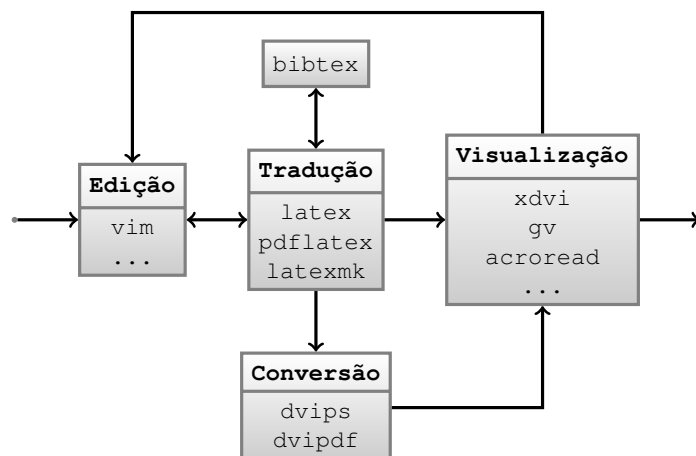 bibtex
Edição
vim
...
Tradução
latex
pdflatex
latexmk
Visualização
xdvi
gv
acroread
...
Conversão
dvips
dvipdf